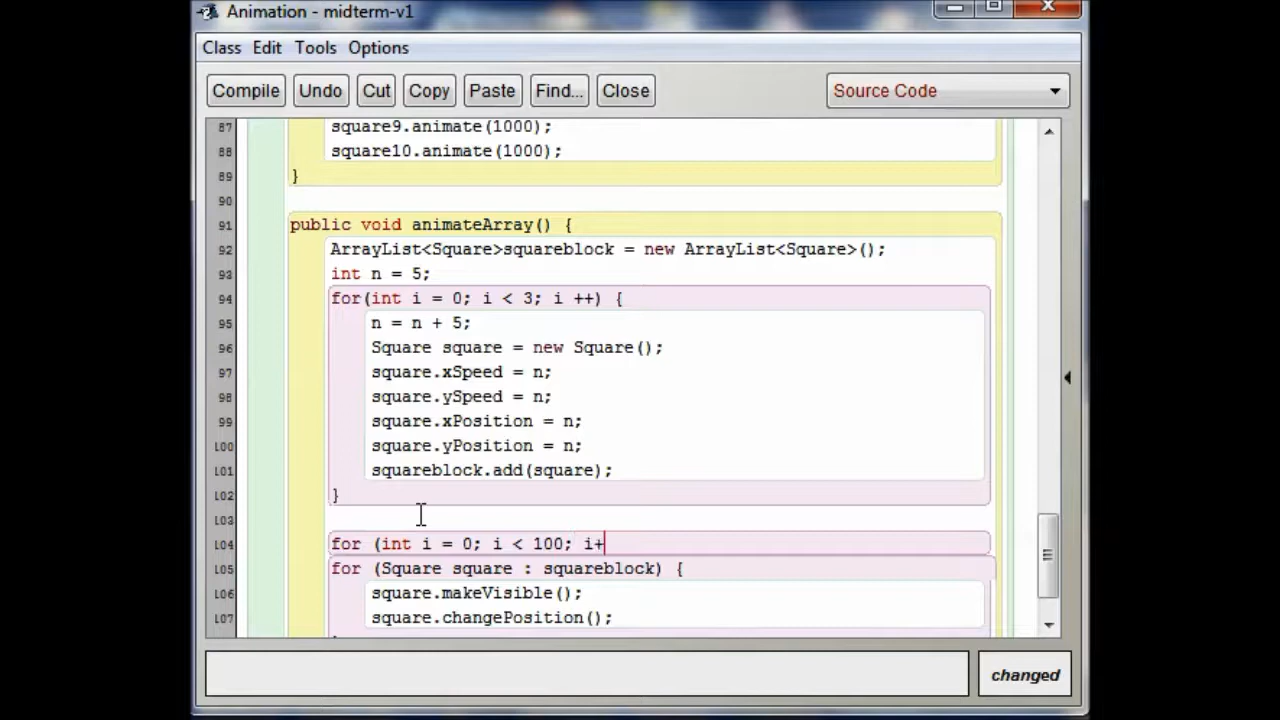 Animation - midterm-v1
Class Edit Tools Options
Compile Undo Cut Copy Paste Find... Close Source Code
87 square9.animate(1000);
88 square10.animate(1000);
89 }
90
91 public void animateArray() {
92 ArrayList<Square>squareblock = new ArrayList<Square>();
93 int n = 5;
94 for(int i = 0; i < 3; i ++) {
95 n = n + 5;
96 Square square = new Square();
97 square.xSpeed = n;
98 square.ySpeed = n;
99 square.xPosition = n;
100 square.yPosition = n;
101 squareblock.add(square);
102 }
103
104 for (int i = 0; i < 100; i+
105 for (Square square : squareblock) {
106 square.makeVisible();
107 square.changePosition();
changed